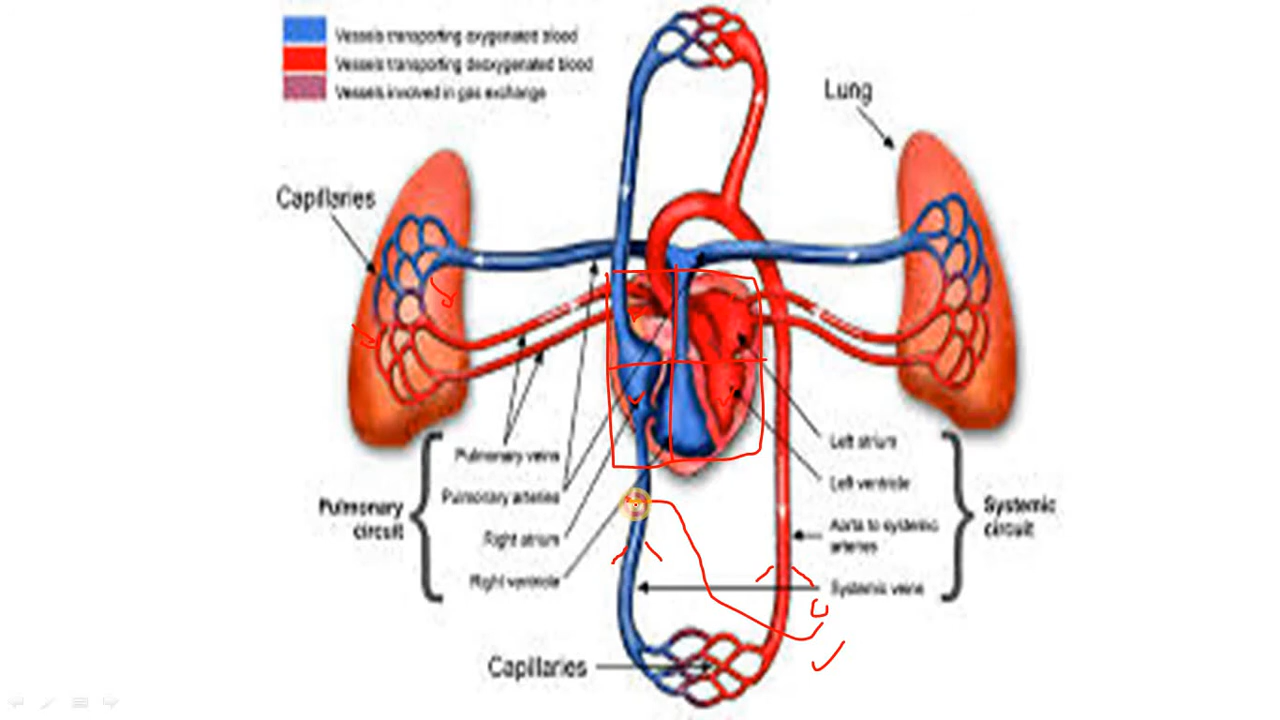 Vessels transporting oxygenated blood
Vessels transporting deoxygenated blood
Vessels involved in gas exchange
Lung
Capillaries
Pulmonary veins
Pulmonary arteries
Right atrium
Right ventricle
Pulmonary
circuit
Left atrium
Left ventricle
Aorta to systemic
arteries
Systemic veins
Systemic
circuit
Capillaries